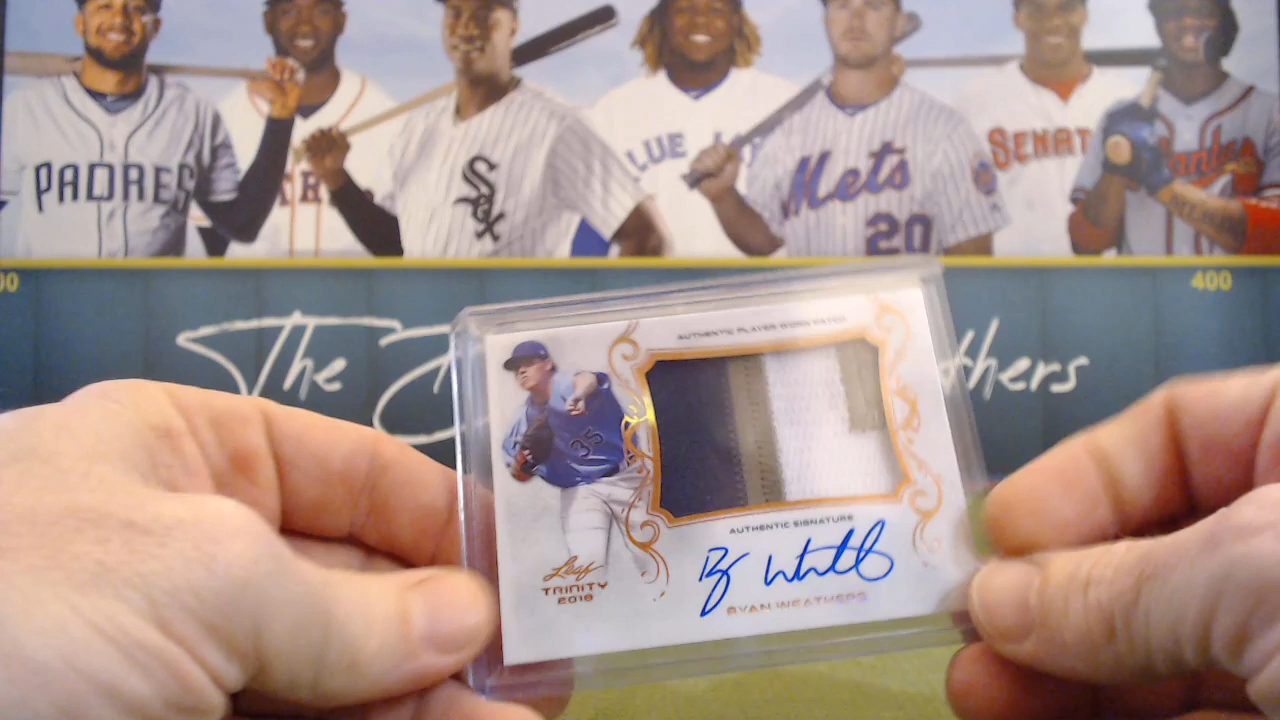 PADRES
Sox
BLUE
Mets
20
SENAT
400
The
thers
AUTHENTIC PLAYER WORN PATCH
35
AUTHENTIC SIGNATURE
RYAN WEATHERS
Leaf
TRINITY
2018